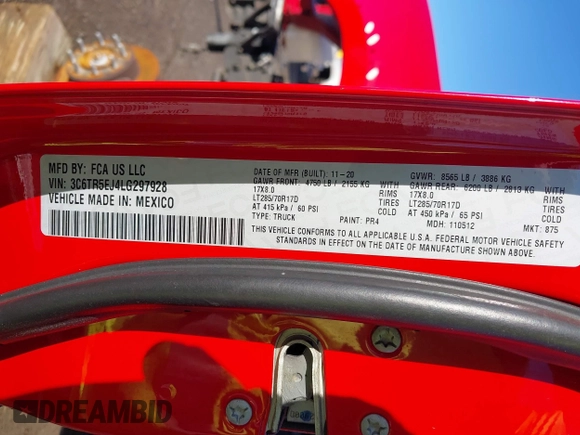 MFD BY: FCA US LLC
VIN: 3C6TR5EJ4LG297928
VEHICLE MADE IN: MEXICO
DATE OF MFR (BUILT): 11-20
GAWR FRONT: 4750 LB / 2155 KG
WITH
17X8.0 RIMS
LT285/70R17D TIRES
AT 415 kPa / 60 PSI
TYPE: TRUCK
PAINT: PR4
GVWR: 8565 LB / 3886 KG
GAWR REAR: 6200 LB / 2813 KG
WITH
17X8.0 RIMS
LT285/70R17D TIRES
AT 450 kPa / 65 PSI
MDH: 110512
MKT: 875
THIS VEHICLE CONFORMS TO ALL APPLICABLE U.S.A. FEDERAL MOTOR VEHICLE SAFETY
STANDARDS IN EFFECT ON THE DATE OF MANUFACTURE SHOWN ABOVE.
DREAMBID